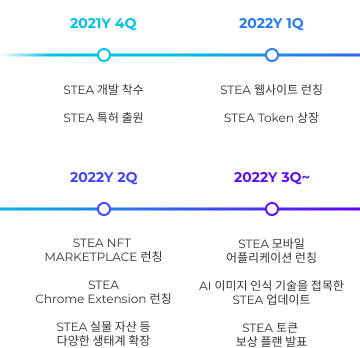 2021Y 4Q
2022Y 1Q
STEA 개발 착수
STEA 특허 출원
STEA 웹사이트 런칭
STEA Token 상장
2022Y 2Q
2022Y 3Q~
STEA NFT
MARKETPLACE 런칭
STEA
Chrome Extension 런칭
STEA 실물 자산 등
다양한 생태계 확장
STEA 모바일
어플리케이션 런칭
AI 이미지 인식 기술을 접목한
STEA 업데이트
STEA 토큰
보상 플랜 발표